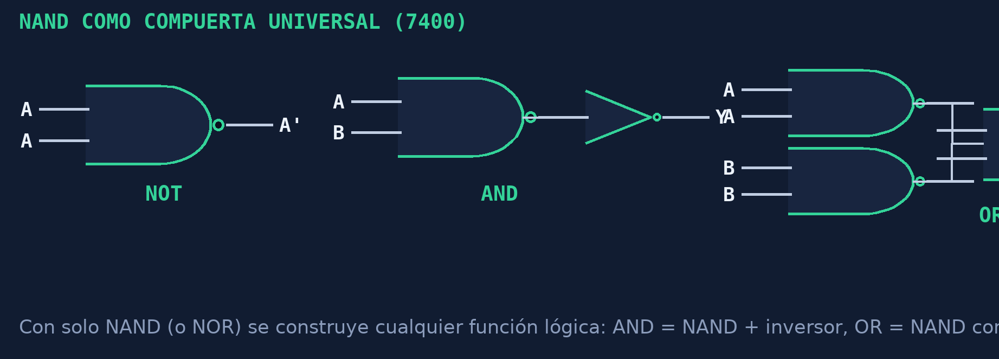 NAND COMO COMPUERTA UNIVERSAL (7400)
A
A
A'
NOT
A
B
Y
AND
A
A
B
B
OR
Con solo NAND (o NOR) se construye cualquier función lógica: AND = NAND + inversor, OR = NAND